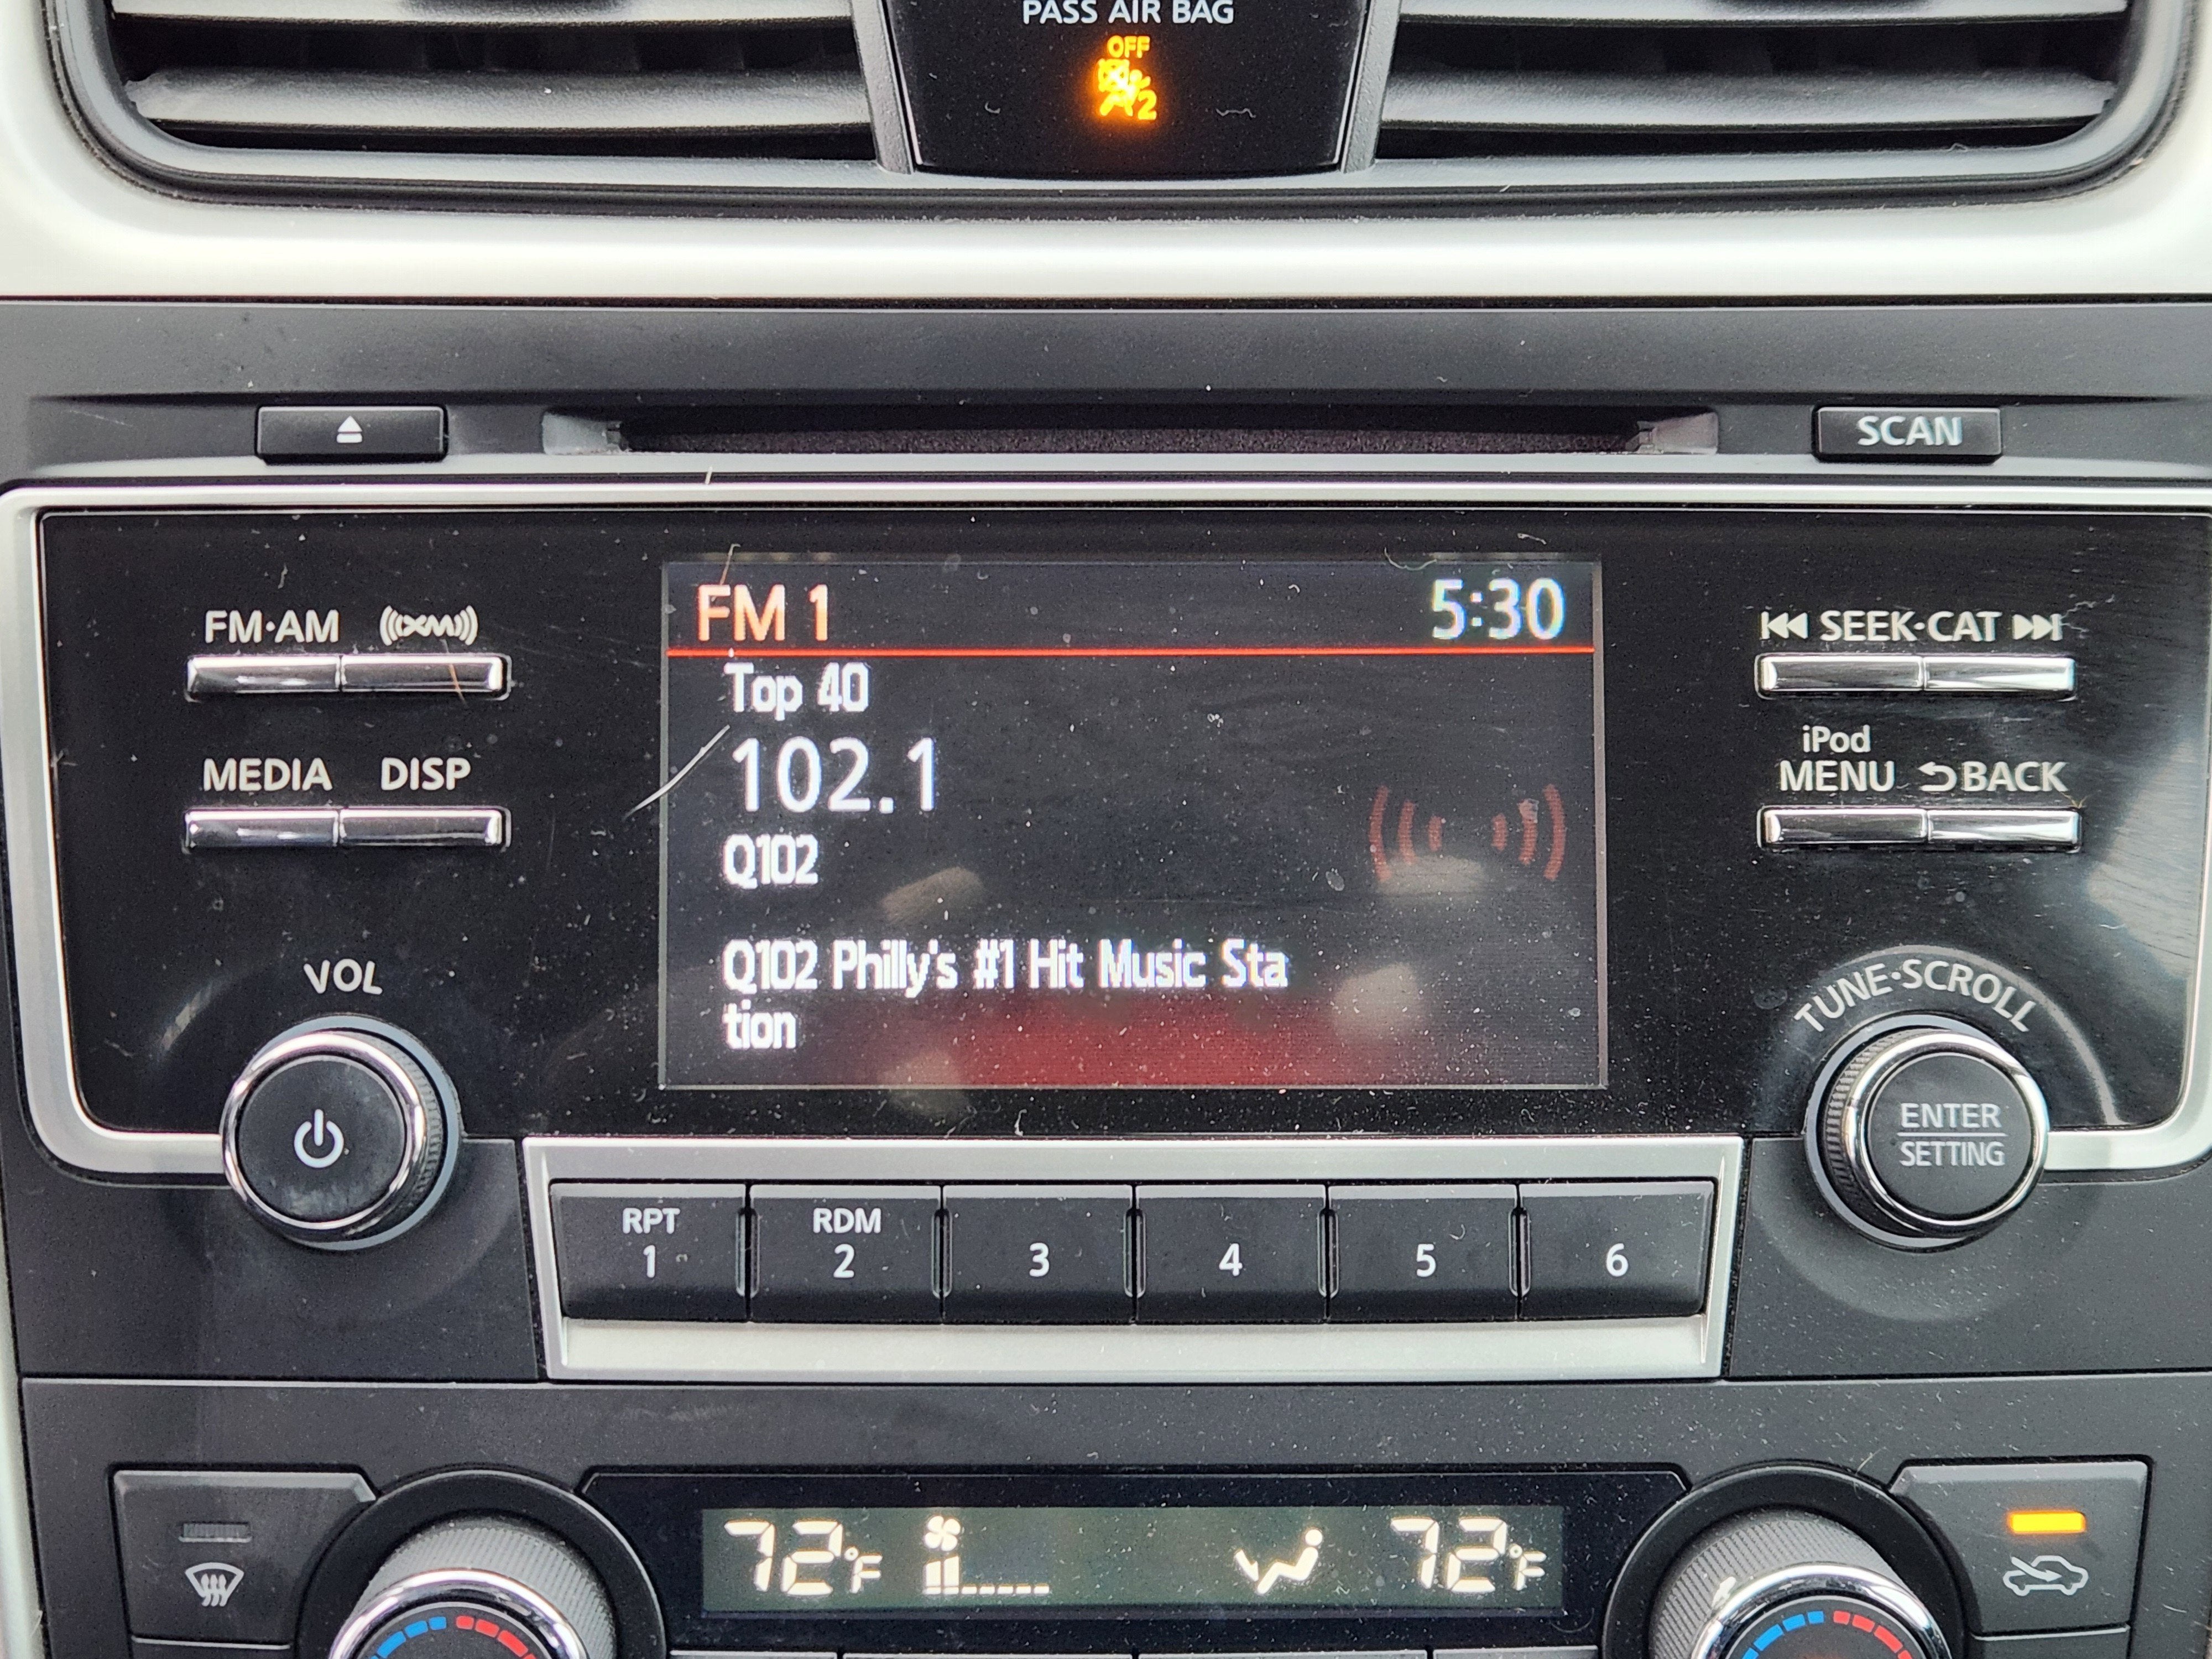 PASS AIR BAG
OFF
2
SCAN
FM·AM (((XM)))
FM 1 5:30
SEEK·CAT
Top 40
102.1
MEDIA DISP
iPod
MENU BACK
Q102
Q102 Philly's #1 Hit Music Sta
tion
VOL
TUNE·SCROLL
ENTER
SETTING
RPT RDM
1 2 3 4 5 6
72°F 72°F